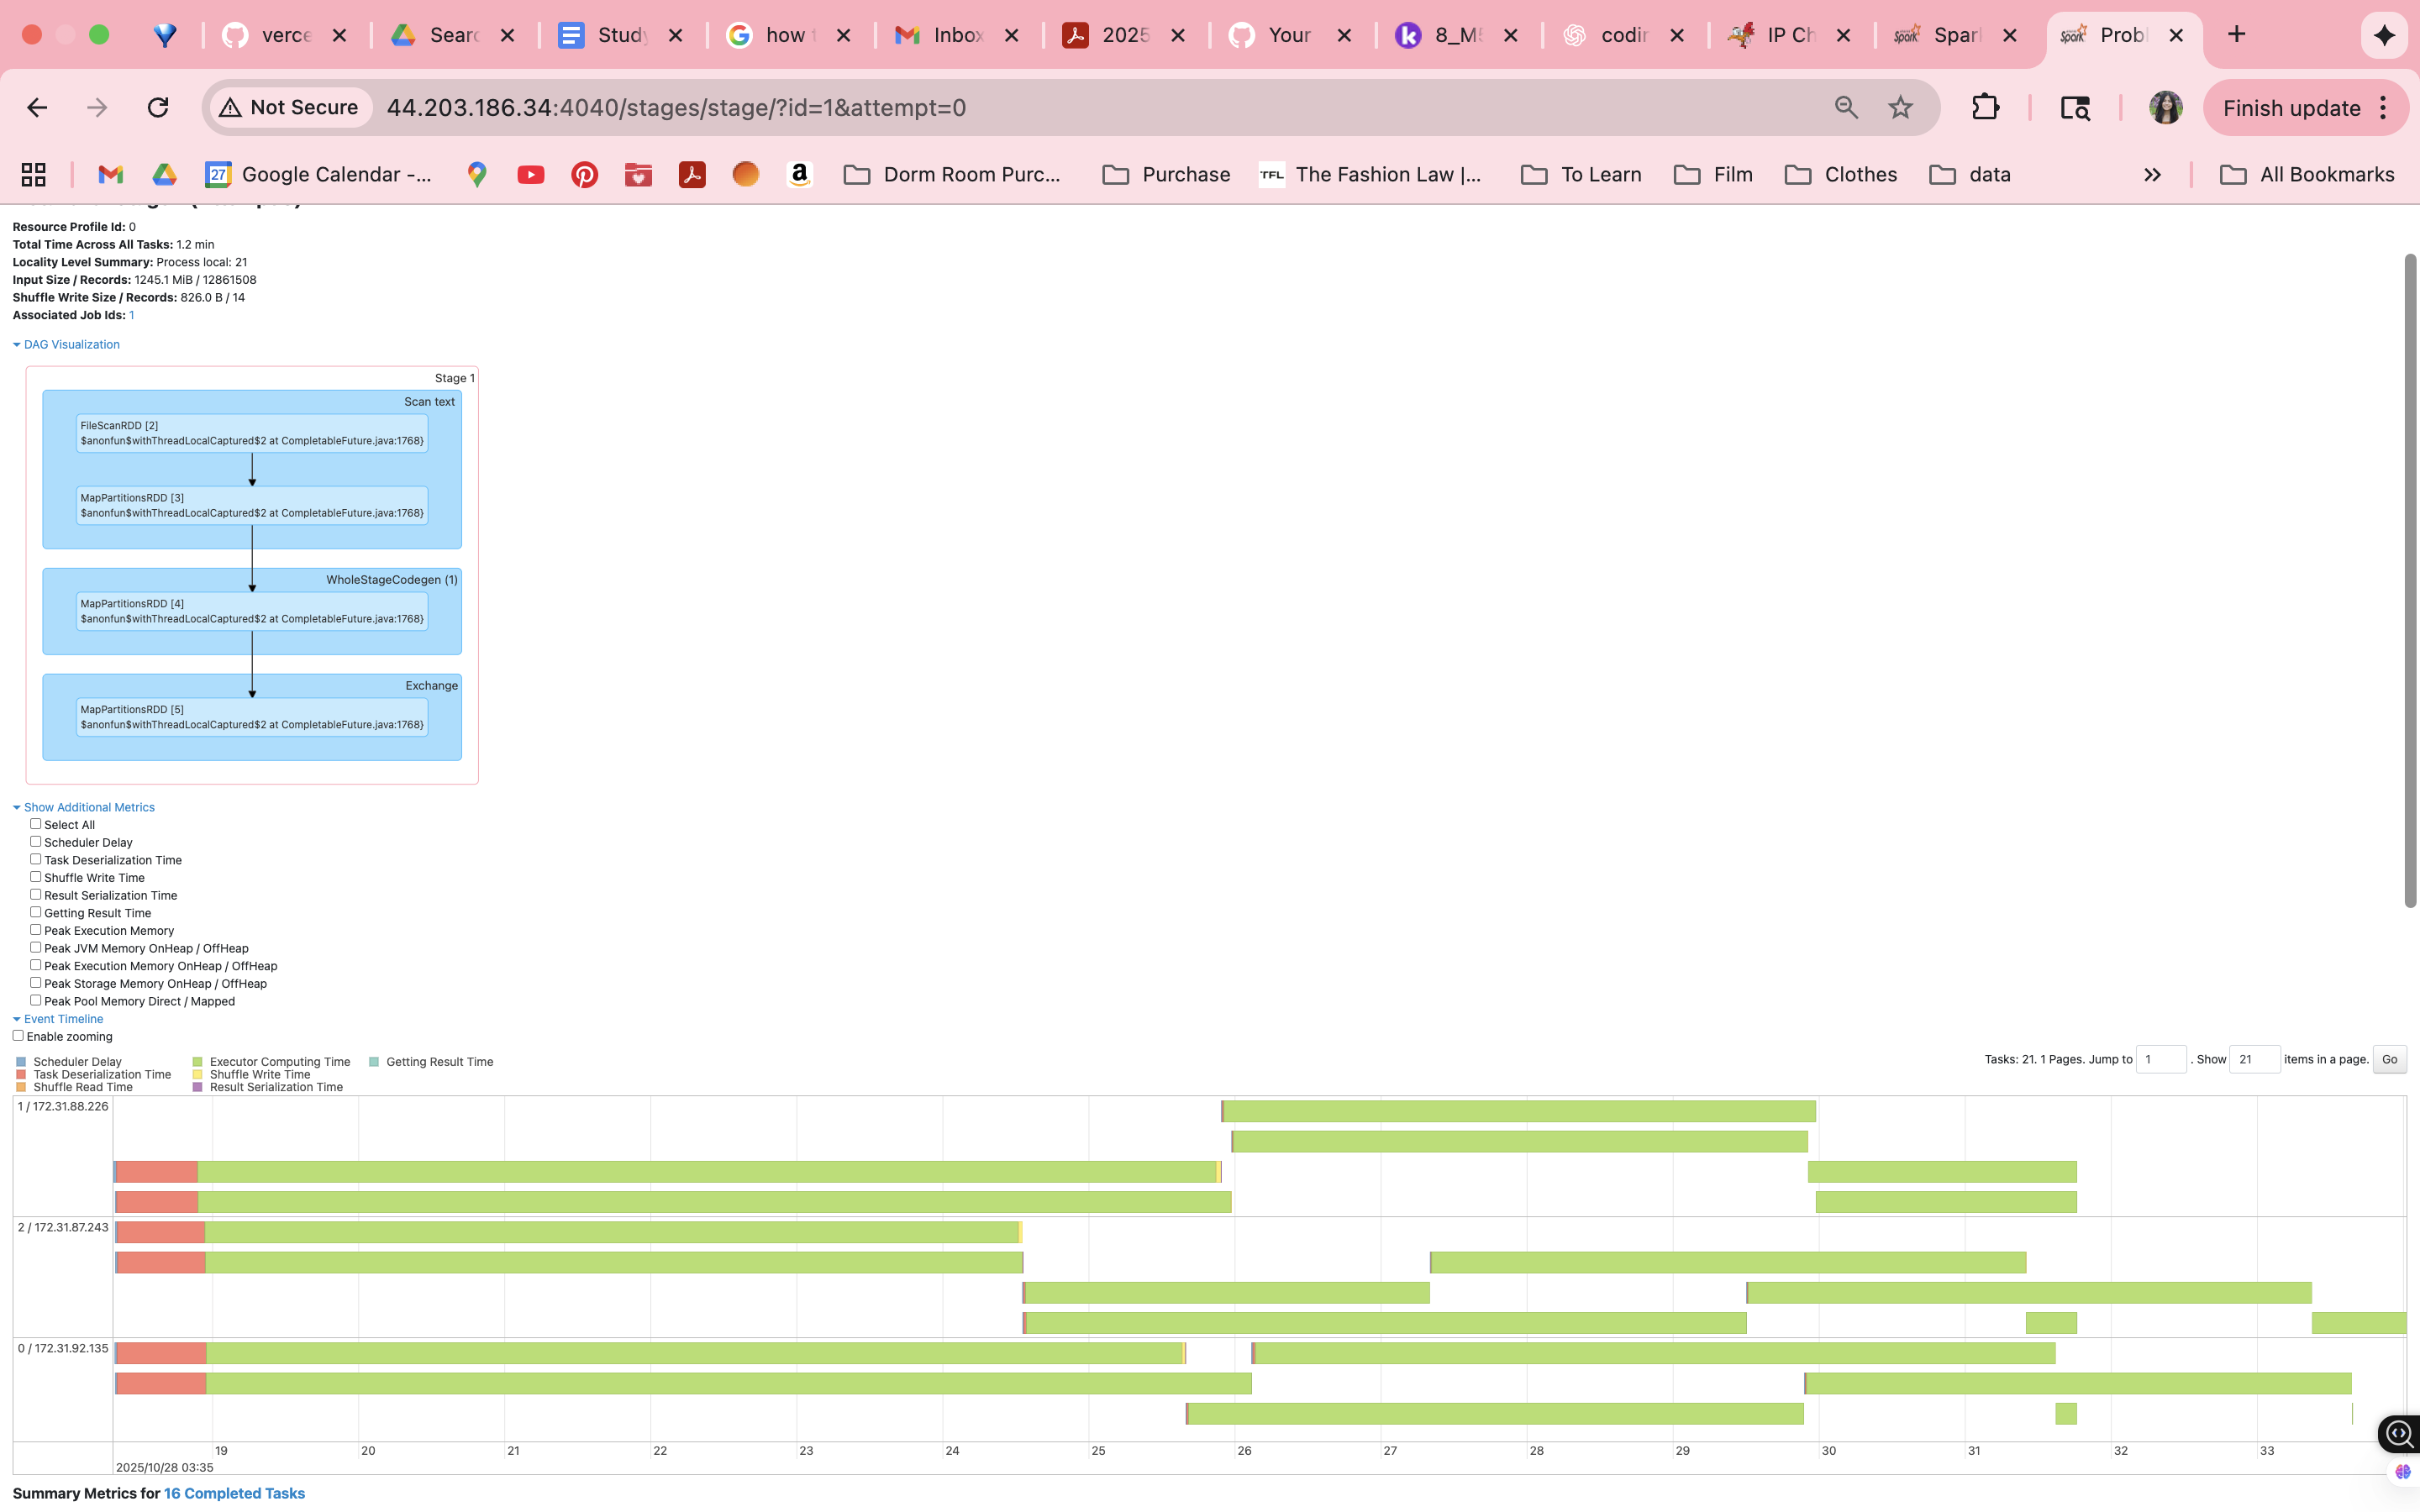 verce
Searc
Study
how t
Inbox
2025
Your
8_M
codin
IP Ch
Spar
Prob
Not Secure
44.203.186.34:4040/stages/stage/?id=1&attempt=0
Finish update
27
Google Calendar -...
Dorm Room Purc...
Purchase
TFL
The Fashion Law |...
To Learn
Film
Clothes
data
All Bookmarks
Resource Profile Id: 0
Total Time Across All Tasks: 1.2 min
Locality Level Summary: Process local: 21
Input Size / Records: 1245.1 MiB / 12861508
Shuffle Write Size / Records: 826.0 B / 14
Associated Job Ids: 1
DAG Visualization
Stage 1
Scan text
FileScanRDD [2]
$anonfun$withThreadLocalCaptured$2 at CompletableFuture.java:1768}
MapPartitionsRDD [3]
$anonfun$withThreadLocalCaptured$2 at CompletableFuture.java:1768}
WholeStageCodegen (1)
MapPartitionsRDD [4]
$anonfun$withThreadLocalCaptured$2 at CompletableFuture.java:1768}
Exchange
MapPartitionsRDD [5]
$anonfun$withThreadLocalCaptured$2 at CompletableFuture.java:1768}
Show Additional Metrics
Select All
Scheduler Delay
Task Deserialization Time
Shuffle Write Time
Result Serialization Time
Getting Result Time
Peak Execution Memory
Peak JVM Memory OnHeap / OffHeap
Peak Execution Memory OnHeap / OffHeap
Peak Storage Memory OnHeap / OffHeap
Peak Pool Memory Direct / Mapped
Event Timeline
Enable zooming
Scheduler Delay
Executor Computing Time
Getting Result Time
Task Deserialization Time
Shuffle Write Time
Shuffle Read Time
Result Serialization Time
Tasks: 21. 1 Pages. Jump to 1 . Show 21 items in a page. Go
1 / 172.31.88.226
2 / 172.31.87.243
0 / 172.31.92.135
19 20 21 22 23 24 25 26 27 28 29 30 31 32 33
2025/10/28 03:35
Summary Metrics for 16 Completed Tasks